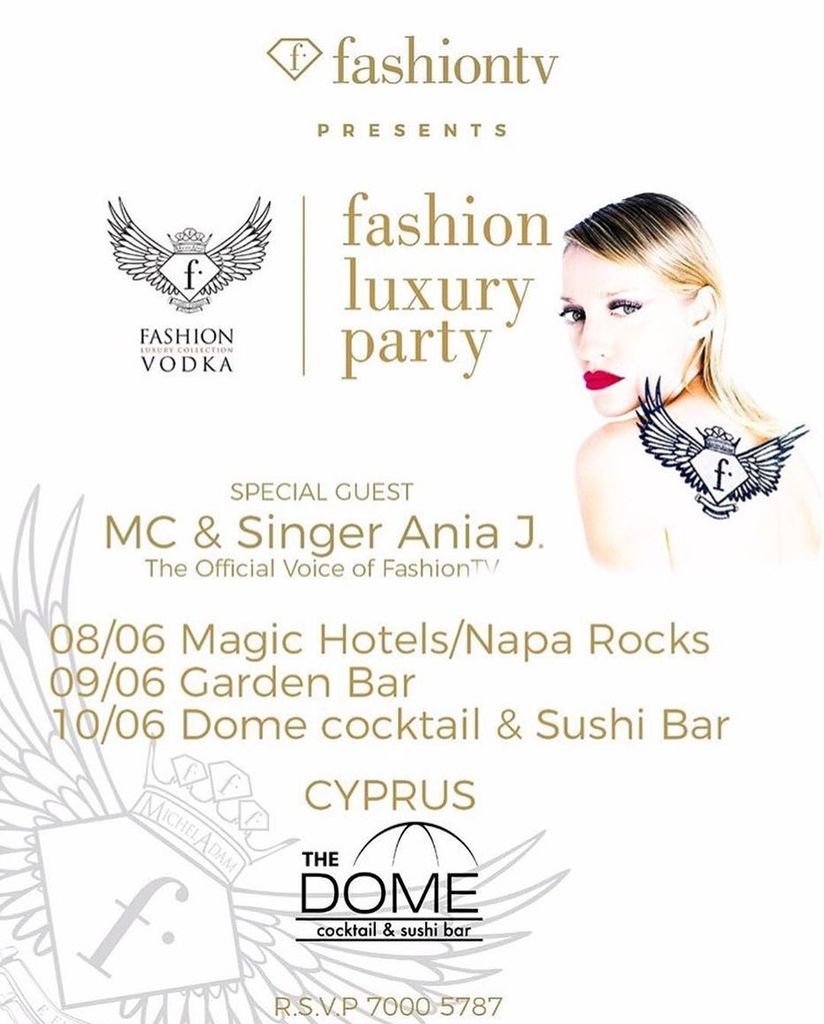 f. fashiontv
PRESENTS
fashion
luxury
party
f.
FASHION
LUXURY COLLECTION
VODKA
f.
SPECIAL GUEST
MC & Singer Ania J.
The Official Voice of FashionTV
08/06 Magic Hotels/Napa Rocks
09/06 Garden Bar
10/06 Dome cocktail & Sushi Bar
CYPRUS
f. f. f.
MICHEL ADAM
f.
THE
DOME
cocktail & sushi bar
R.S.V.P 7000 5787